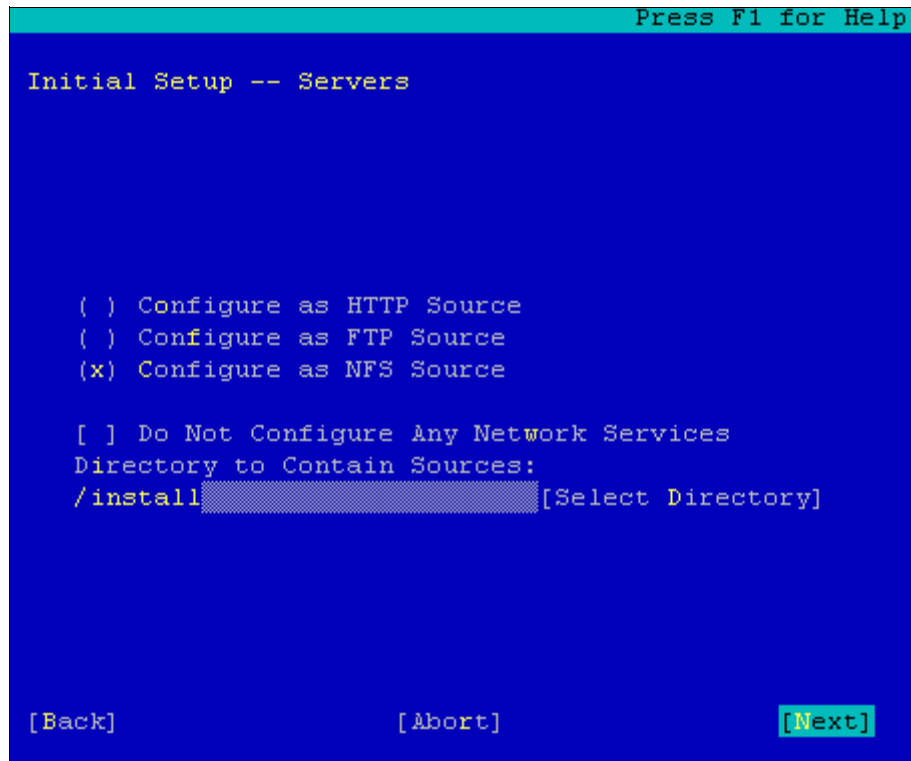 Press F1 for Help
Initial Setup -- Servers
( ) Configure as HTTP Source
( ) Configure as FTP Source
(x) Configure as NFS Source
[ ] Do Not Configure Any Network Services
Directory to Contain Sources:
/install [Select Directory]
[Back] [Abort] [Next]